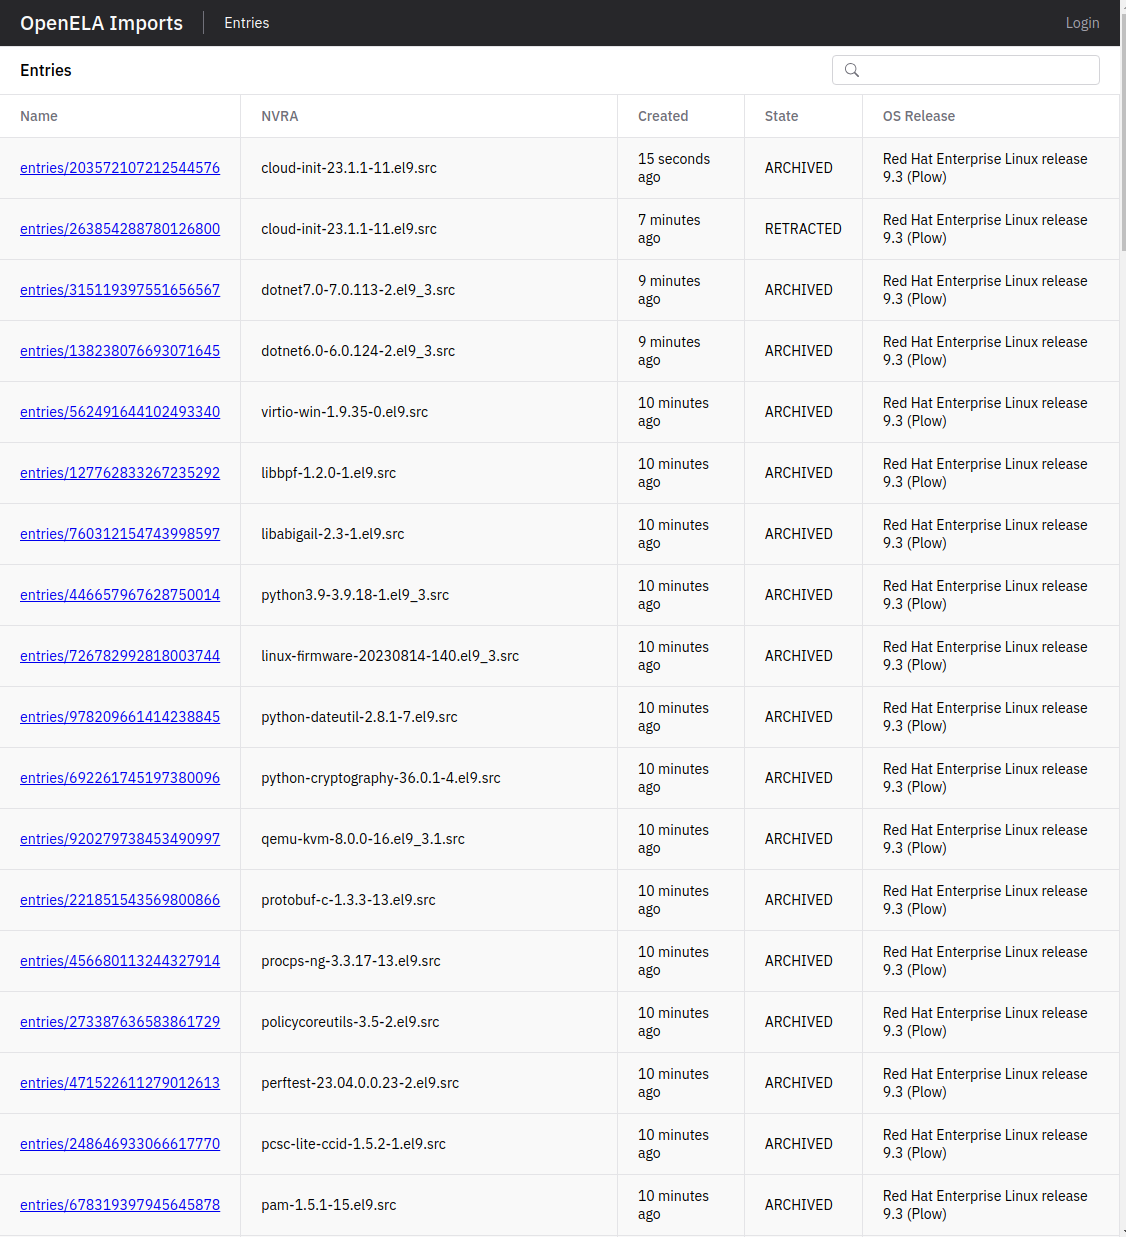 OpenELA Imports
Entries
Login
Entries
Name NVRA Created State OS Release
entries/203572107212544576 cloud-init-23.1.1-11.el9.src 15 seconds ago ARCHIVED Red Hat Enterprise Linux release 9.3 (Plow)
entries/263854288780126800 cloud-init-23.1.1-11.el9.src 7 minutes ago RETRACTED Red Hat Enterprise Linux release 9.3 (Plow)
entries/315119397551656567 dotnet7.0-7.0.113-2.el9_3.src 9 minutes ago ARCHIVED Red Hat Enterprise Linux release 9.3 (Plow)
entries/138238076693071645 dotnet6.0-6.0.124-2.el9_3.src 9 minutes ago ARCHIVED Red Hat Enterprise Linux release 9.3 (Plow)
entries/562491644102493340 virtio-win-1.9.35-0.el9.src 10 minutes ago ARCHIVED Red Hat Enterprise Linux release 9.3 (Plow)
entries/127762833267235292 libbpf-1.2.0-1.el9.src 10 minutes ago ARCHIVED Red Hat Enterprise Linux release 9.3 (Plow)
entries/760312154743998597 libabigail-2.3-1.el9.src 10 minutes ago ARCHIVED Red Hat Enterprise Linux release 9.3 (Plow)
entries/446657967628750014 python3.9-3.9.18-1.el9_3.src 10 minutes ago ARCHIVED Red Hat Enterprise Linux release 9.3 (Plow)
entries/726782992818003744 linux-firmware-20230814-140.el9_3.src 10 minutes ago ARCHIVED Red Hat Enterprise Linux release 9.3 (Plow)
entries/978209661414238845 python-dateutil-2.8.1-7.el9.src 10 minutes ago ARCHIVED Red Hat Enterprise Linux release 9.3 (Plow)
entries/692261745197380096 python-cryptography-36.0.1-4.el9.src 10 minutes ago ARCHIVED Red Hat Enterprise Linux release 9.3 (Plow)
entries/920279738453490997 qemu-kvm-8.0.0-16.el9_3.1.src 10 minutes ago ARCHIVED Red Hat Enterprise Linux release 9.3 (Plow)
entries/221851543569800866 protobuf-c-1.3.3-13.el9.src 10 minutes ago ARCHIVED Red Hat Enterprise Linux release 9.3 (Plow)
entries/456680113244327914 procps-ng-3.3.17-13.el9.src 10 minutes ago ARCHIVED Red Hat Enterprise Linux release 9.3 (Plow)
entries/273387636583861729 policycoreutils-3.5-2.el9.src 10 minutes ago ARCHIVED Red Hat Enterprise Linux release 9.3 (Plow)
entries/471522611279012613 perftest-23.04.0.0.23-2.el9.src 10 minutes ago ARCHIVED Red Hat Enterprise Linux release 9.3 (Plow)
entries/248646933066617770 pcsc-lite-ccid-1.5.2-1.el9.src 10 minutes ago ARCHIVED Red Hat Enterprise Linux release 9.3 (Plow)
entries/678319397945645878 pam-1.5.1-15.el9.src 10 minutes ago ARCHIVED Red Hat Enterprise Linux release 9.3 (Plow)